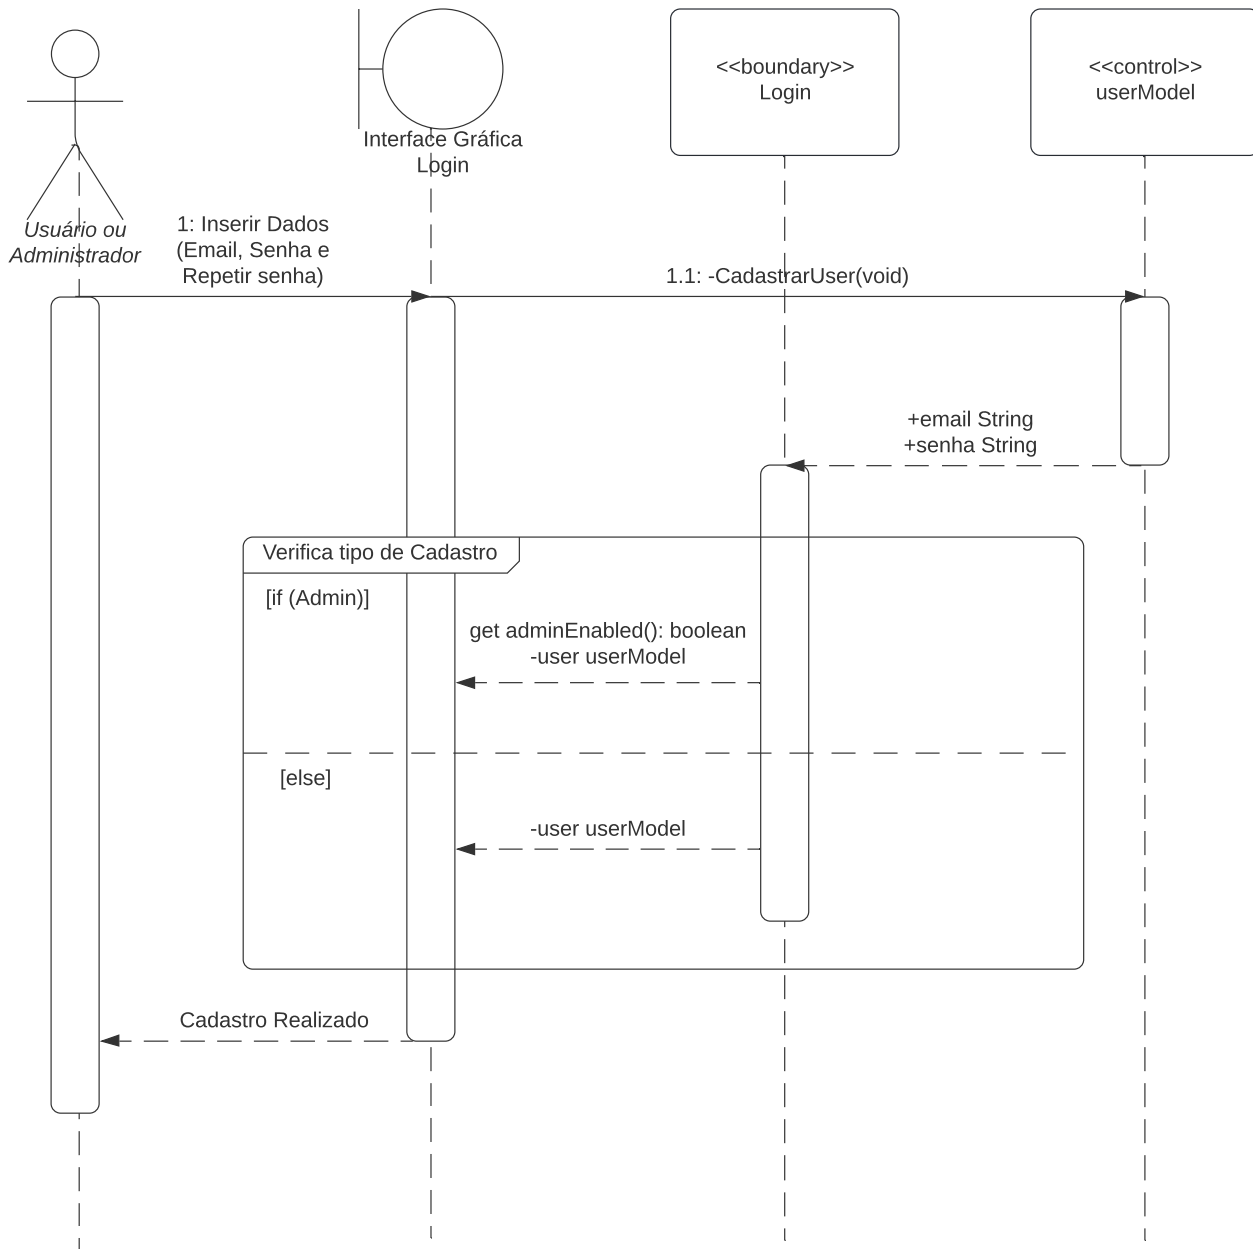 <<boundary>>
Login
<<control>>
userModel
Interface Gráfica
Login
Usuário ou
Administrador
1: Inserir Dados
(Email, Senha e
Repetir senha)
1.1: -CadastrarUser(void)
+email String
+senha String
Verifica tipo de Cadastro
[if (Admin)]
get adminEnabled(): boolean
-user userModel
[else]
-user userModel
Cadastro Realizado